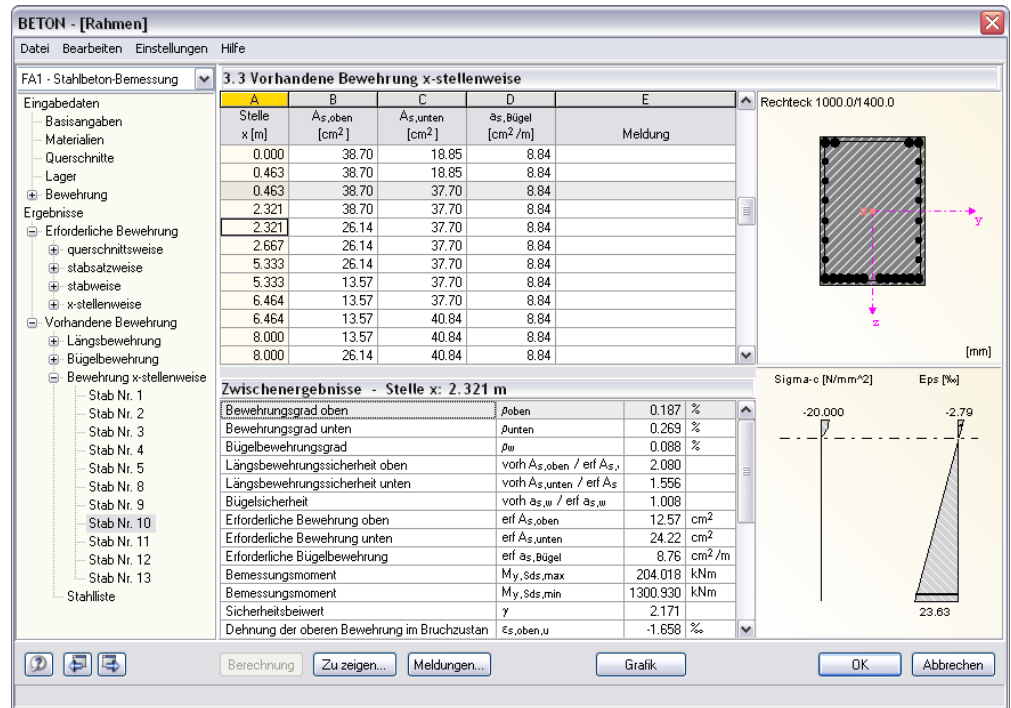 BETON - [Rahmen]
Datei Bearbeiten Einstellungen Hilfe
FA1 - Stahlbeton-Bemessung
Eingabedaten
Basisangaben
Materialien
Querschnitte
Lager
Bewehrung
Ergebnisse
Erforderliche Bewehrung
querschnittsweise
stabsatzweise
stabweise
x-stellenweise
Vorhandene Bewehrung
Längsbewehrung
Bügelbewehrung
Bewehrung x-stellenweise
Stab Nr. 1
Stab Nr. 2
Stab Nr. 3
Stab Nr. 4
Stab Nr. 5
Stab Nr. 8
Stab Nr. 9
Stab Nr. 10
Stab Nr. 11
Stab Nr. 12
Stab Nr. 13
Stahlliste
3.3 Vorhandene Bewehrung x-stellenweise
A B C D E
Stelle As,oben As,unten as,Bügel
x [m] [cm²] [cm²] [cm²/m] Meldung
0.000 38.70 18.85 8.84
0.463 38.70 18.85 8.84
0.463 38.70 37.70 8.84
2.321 38.70 37.70 8.84
2.321 26.14 37.70 8.84
2.667 26.14 37.70 8.84
5.333 26.14 37.70 8.84
5.333 13.57 37.70 8.84
6.464 13.57 37.70 8.84
6.464 13.57 40.84 8.84
8.000 13.57 40.84 8.84
8.000 26.14 40.84 8.84
Zwischenergebnisse - Stelle x: 2.321 m
Bewehrungsgrad oben ρoben 0.187 %
Bewehrungsgrad unten ρunten 0.269 %
Bügelbewehrungsgrad ρw 0.088 %
Längsbewehrungssicherheit oben vorh As,oben / erf As, 2.080
Längsbewehrungssicherheit unten vorh As,unten / erf As 1.556
Bügelsicherheit vorh as,w / erf as,w 1.008
Erforderliche Bewehrung oben erf As,oben 12.57 cm²
Erforderliche Bewehrung unten erf As,unten 24.22 cm²
Erforderliche Bügelbewehrung erf as,Bügel 8.76 cm²/m
Bemessungsmoment My,Sds,max 204.018 kNm
Bemessungsmoment My,Sds,min 1300.930 kNm
Sicherheitsbeiwert γ 2.171
Dehnung der oberen Bewehrung im Bruchzustan εs,oben,u -1.658 ‰
Rechteck 1000.0/1400.0
y
z
[mm]
Sigma-c [N/mm^2] Eps [‰]
-20.000 -2.79
23.63
Berechnung Zu zeigen... Meldungen... Grafik OK Abbrechen